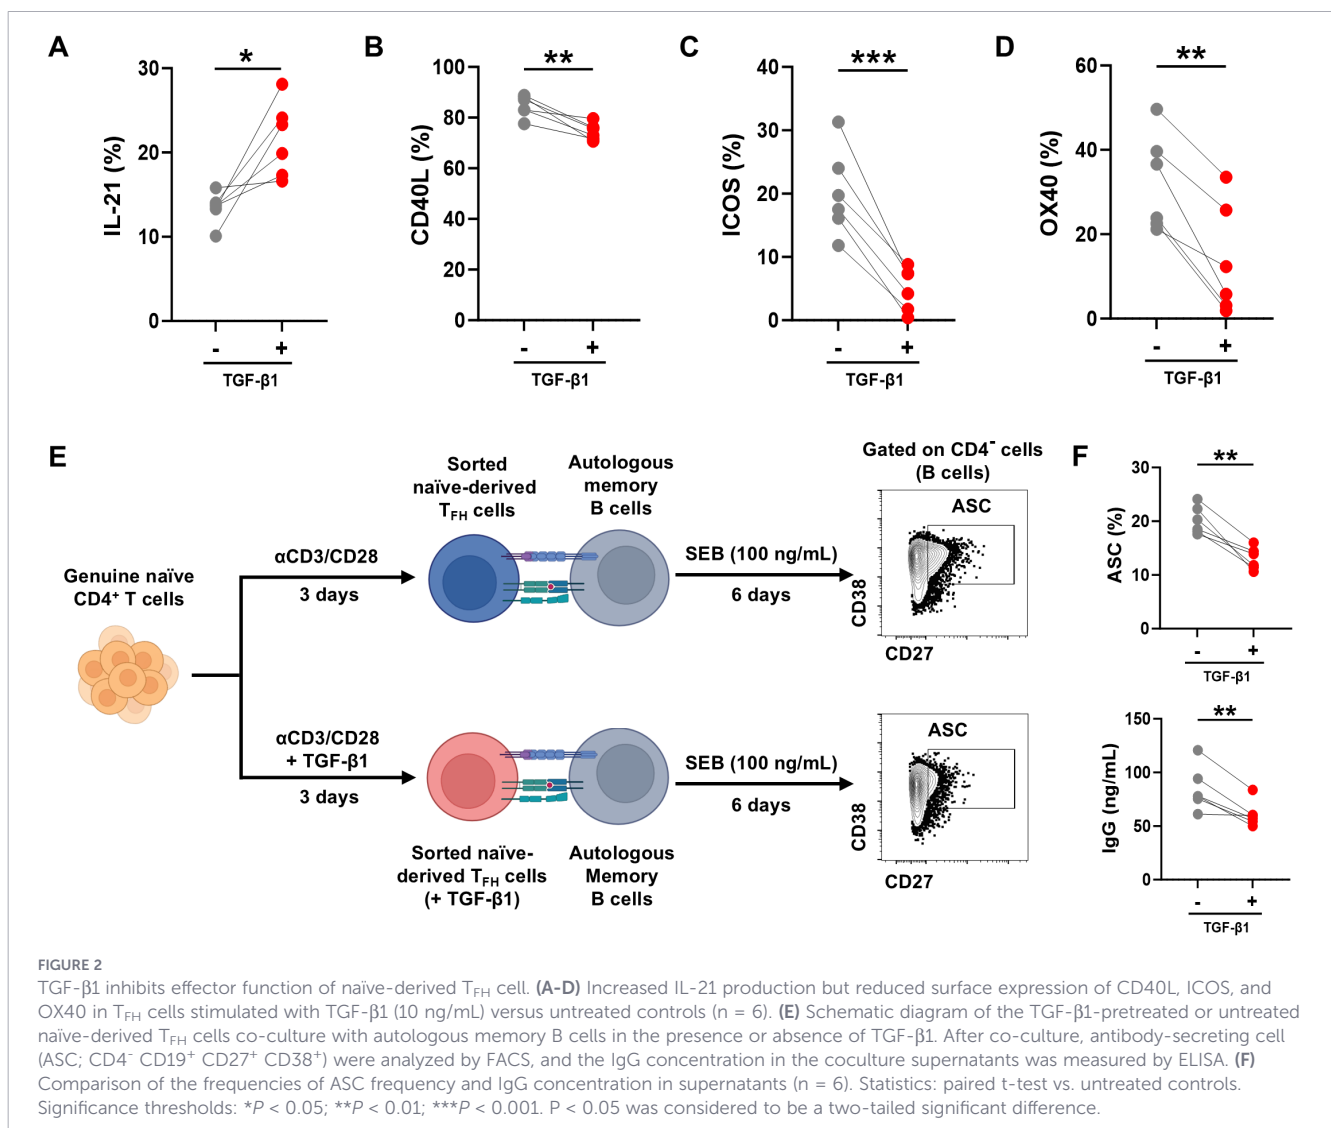 A
*
IL-21 (%)
30
20
10
0
-
+
TGF-β1
B
**
CD40L (%)
100
80
60
40
20
0
-
+
TGF-β1
C
***
ICOS (%)
40
30
20
10
0
-
+
TGF-β1
D
**
OX40 (%)
60
40
20
0
-
+
TGF-β1
E
Genuine naïve
CD4⁺ T cells
αCD3/CD28
3 days
Sorted
naïve-derived
T_FH cells
Autologous
memory
B cells
SEB (100 ng/mL)
6 days
Gated on CD4⁻ cells
(B cells)
ASC
CD38
CD27
αCD3/CD28
+ TGF-β1
3 days
Sorted naïve-
derived T_FH cells
(+ TGF-β1)
Autologous
Memory
B cells
SEB (100 ng/mL)
6 days
ASC
CD38
CD27
F
**
ASC (%)
30
20
10
0
-
+
TGF-β1
**
IgG (ng/mL)
150
100
50
0
-
+
TGF-β1
FIGURE 2
TGF-β1 inhibits effector function of naïve-derived T_FH cell. (A-D) Increased IL-21 production but reduced surface expression of CD40L, ICOS, and
OX40 in T_FH cells stimulated with TGF-β1 (10 ng/mL) versus untreated controls (n = 6). (E) Schematic diagram of the TGF-β1-pretreated or untreated
naïve-derived T_FH cells co-culture with autologous memory B cells in the presence or absence of TGF-β1. After co-culture, antibody-secreting cell
(ASC; CD4⁻ CD19⁺ CD27⁺ CD38⁺) were analyzed by FACS, and the IgG concentration in the coculture supernatants was measured by ELISA. (F)
Comparison of the frequencies of ASC frequency and IgG concentration in supernatants (n = 6). Statistics: paired t-test vs. untreated controls.
Significance thresholds: *P < 0.05; **P < 0.01; ***P < 0.001. P < 0.05 was considered to be a two-tailed significant difference.